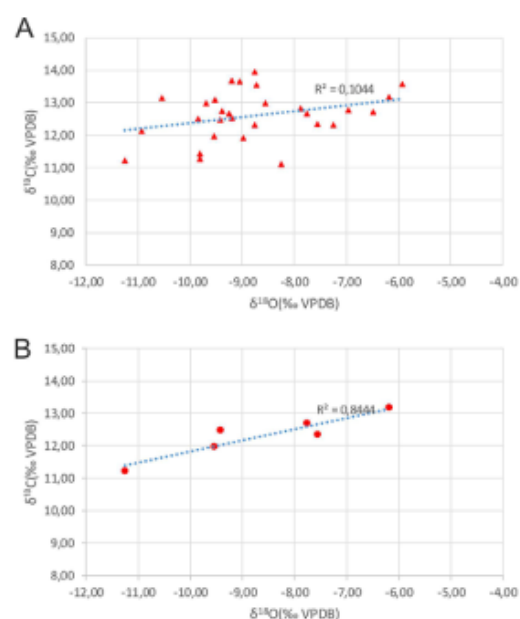 A
15,00
14,00
13,00
12,00
11,00
10,00
9,00
8,00
δ¹³C(‰ VPDB)
R² = 0,1044
-12,00 -11,00 -10,00 -9,00 -8,00 -7,00 -6,00 -5,00 -4,00
δ¹⁸O(‰ VPDB)
B
15,00
14,00
13,00
12,00
11,00
10,00
9,00
8,00
δ¹³C(‰ VPDB)
R² = 0,8444
-12,00 -11,00 -10,00 -9,00 -8,00 -7,00 -6,00 -5,00 -4,00
δ¹⁸O(‰ VPDB)